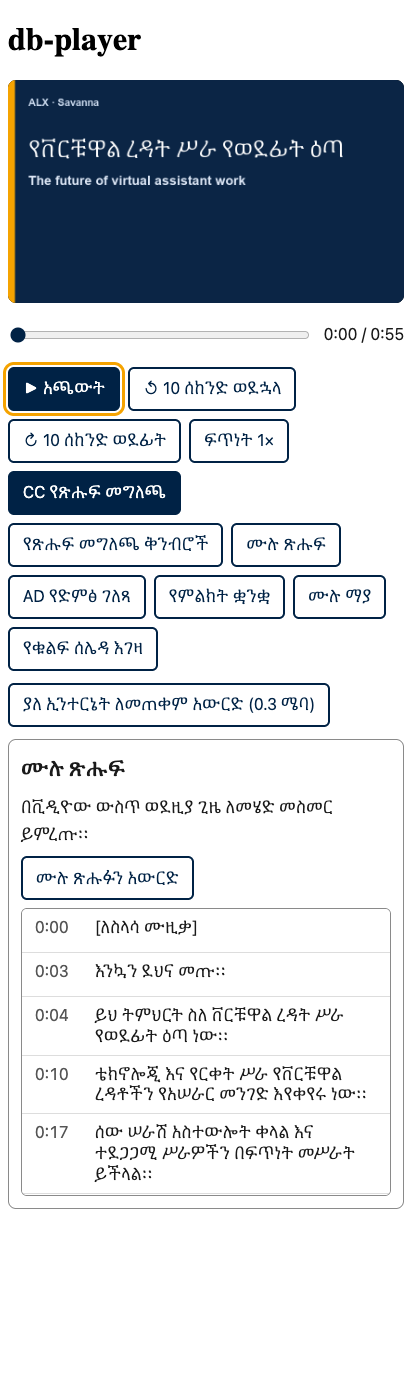 db-player
ALX · Savanna
የቨርቹዋል ረዳት ሥራ የወደፊት ዕጣ
The future of virtual assistant work
0:00 / 0:55
▶ አጫውት
↺ 10 ሰከንድ ወደኋላ
↻ 10 ሰከንድ ወደፊት
ፍጥነት 1×
CC የጽሑፍ መግለጫ
የጽሑፍ መግለጫ ቅንብሮች
ሙሉ ጽሑፍ
AD የድምፅ ገለጻ
የምልክት ቋንቋ
ሙሉ ማያ
የቁልፍ ሰሌዳ እገዛ
ያለ ኢንተርኔት ለመጠቀም አውርድ (0.3 ሜባ)
ሙሉ ጽሑፍ
በቪዲዮው ውስጥ ወደዚያ ጊዜ ለመሄድ መስመር
ይምረጡ።
ሙሉ ጽሑፉን አውርድ
0:00 [ለስላሳ ሙዚቃ]
0:03 እንኳን ደህና መጡ።
0:04 ይህ ትምህርት ስለ ቨርቹዋል ረዳት ሥራ
የወደፊት ዕጣ ነው።
0:10 ቴክኖሎጂ እና የርቀት ሥራ የቨርቹዋል
ረዳቶችን የአሠራር መንገድ እየቀየሩ ነው።
0:17 ሰው ሠራሽ አስተውሎት ቀላል እና
ተደጋጋሚ ሥራዎችን በፍጥነት መሥራት
ይችላል።